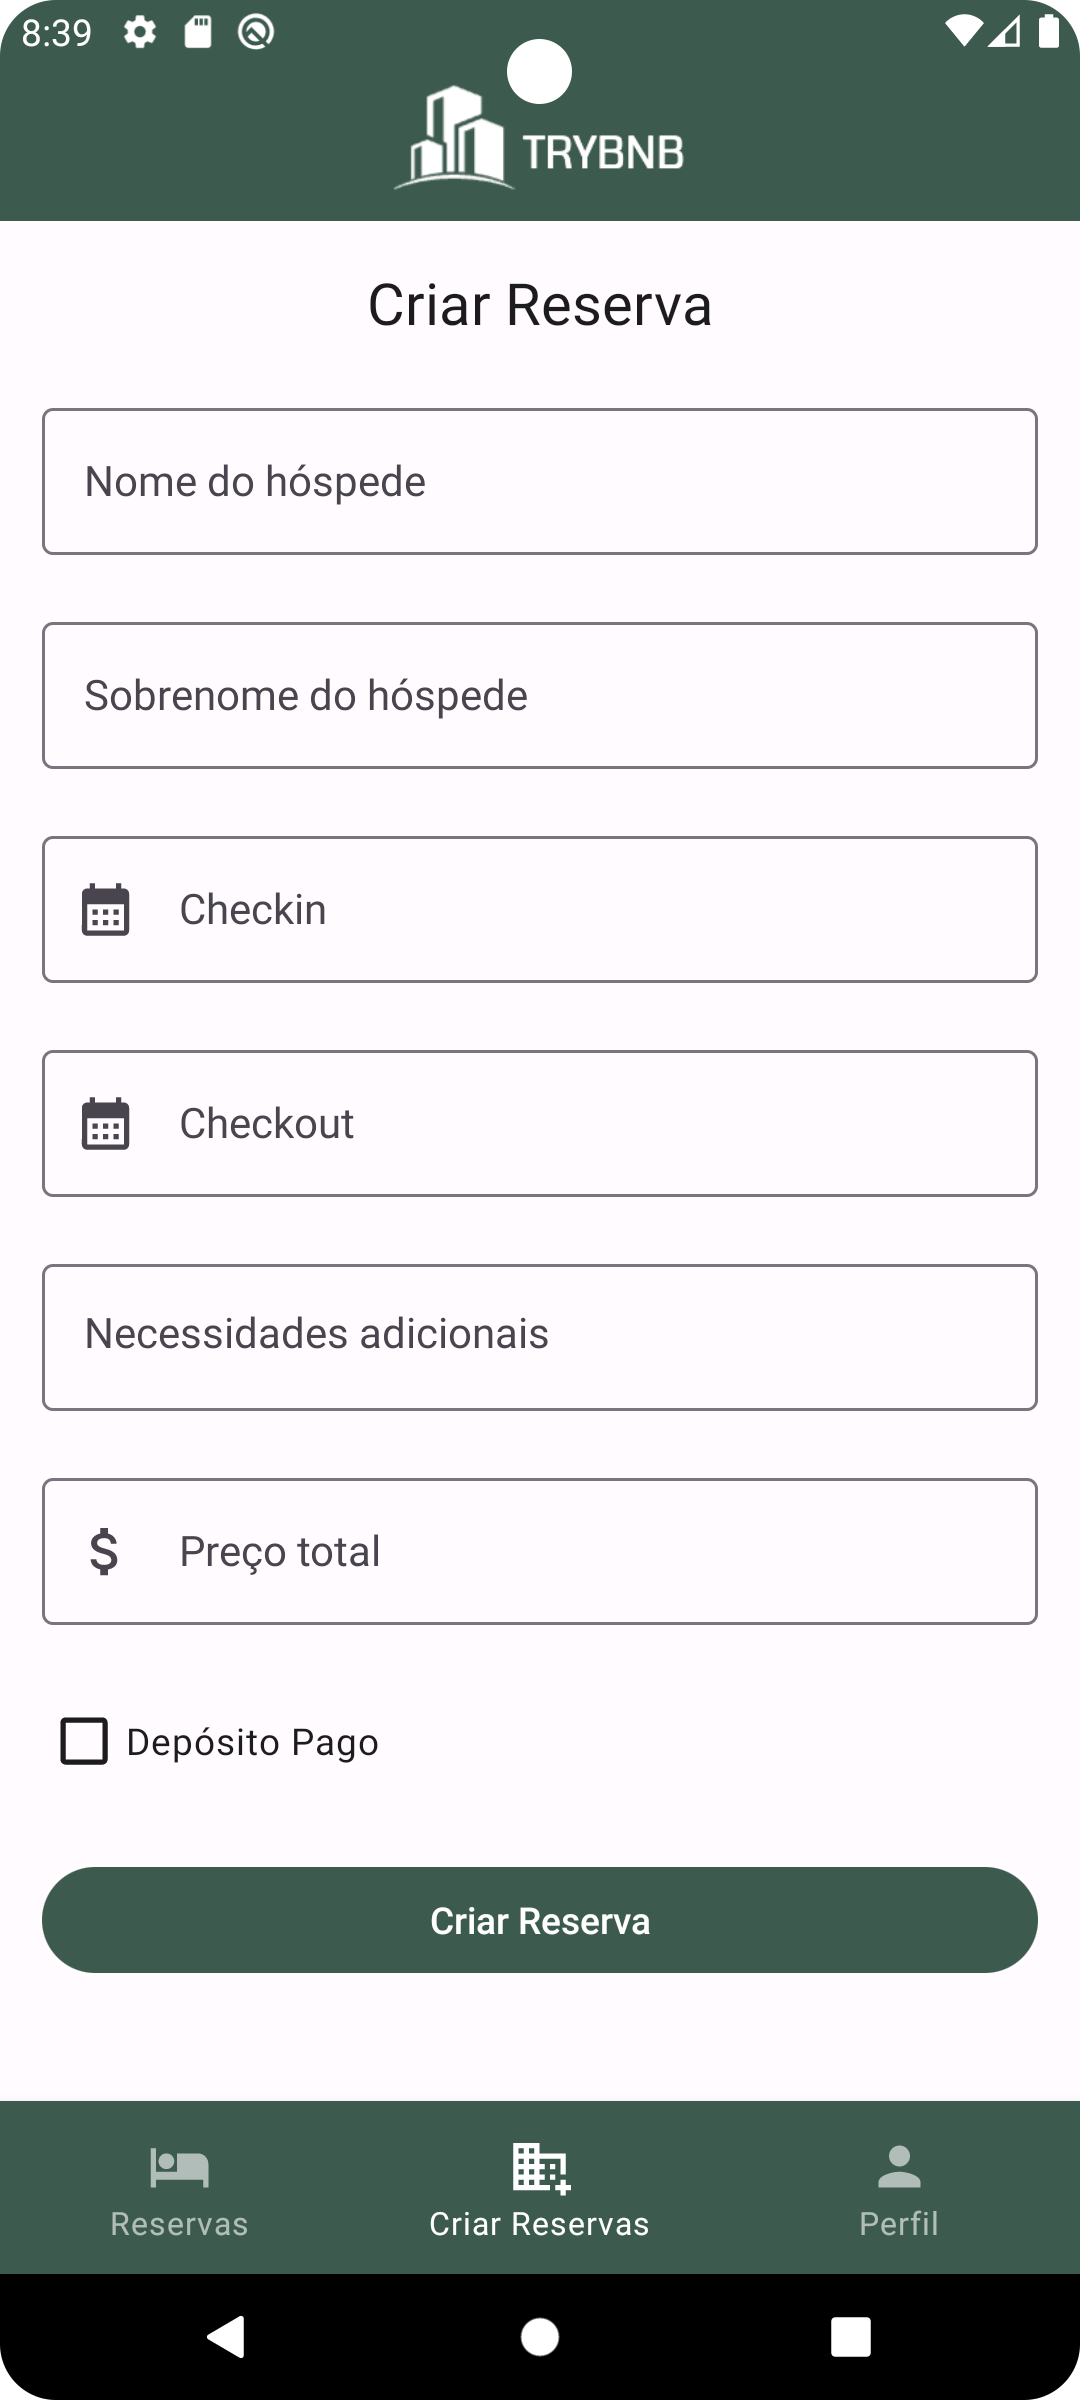 8:39
TRYBNB
Criar Reserva
Nome do hóspede
Sobrenome do hóspede
Checkin
Checkout
Necessidades adicionais
$ Preço total
Depósito Pago
Criar Reserva
Reservas
Criar Reservas
Perfil